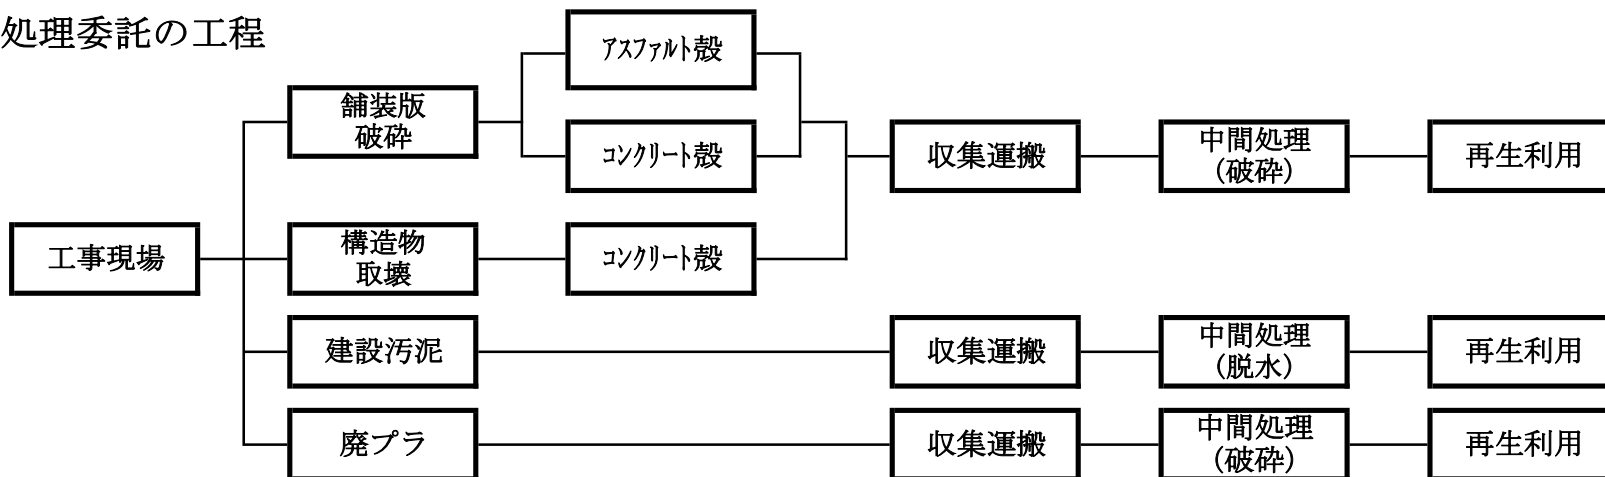 処理委託の工程
アスファルト殻
舗装版
破砕
コンクリート殻
収集運搬
中間処理
(破砕)
再生利用
工事現場
構造物
取壊
コンクリート殻
建設汚泥
収集運搬
中間処理
(脱水)
再生利用
廃プラ
収集運搬
中間処理
(破砕)
再生利用